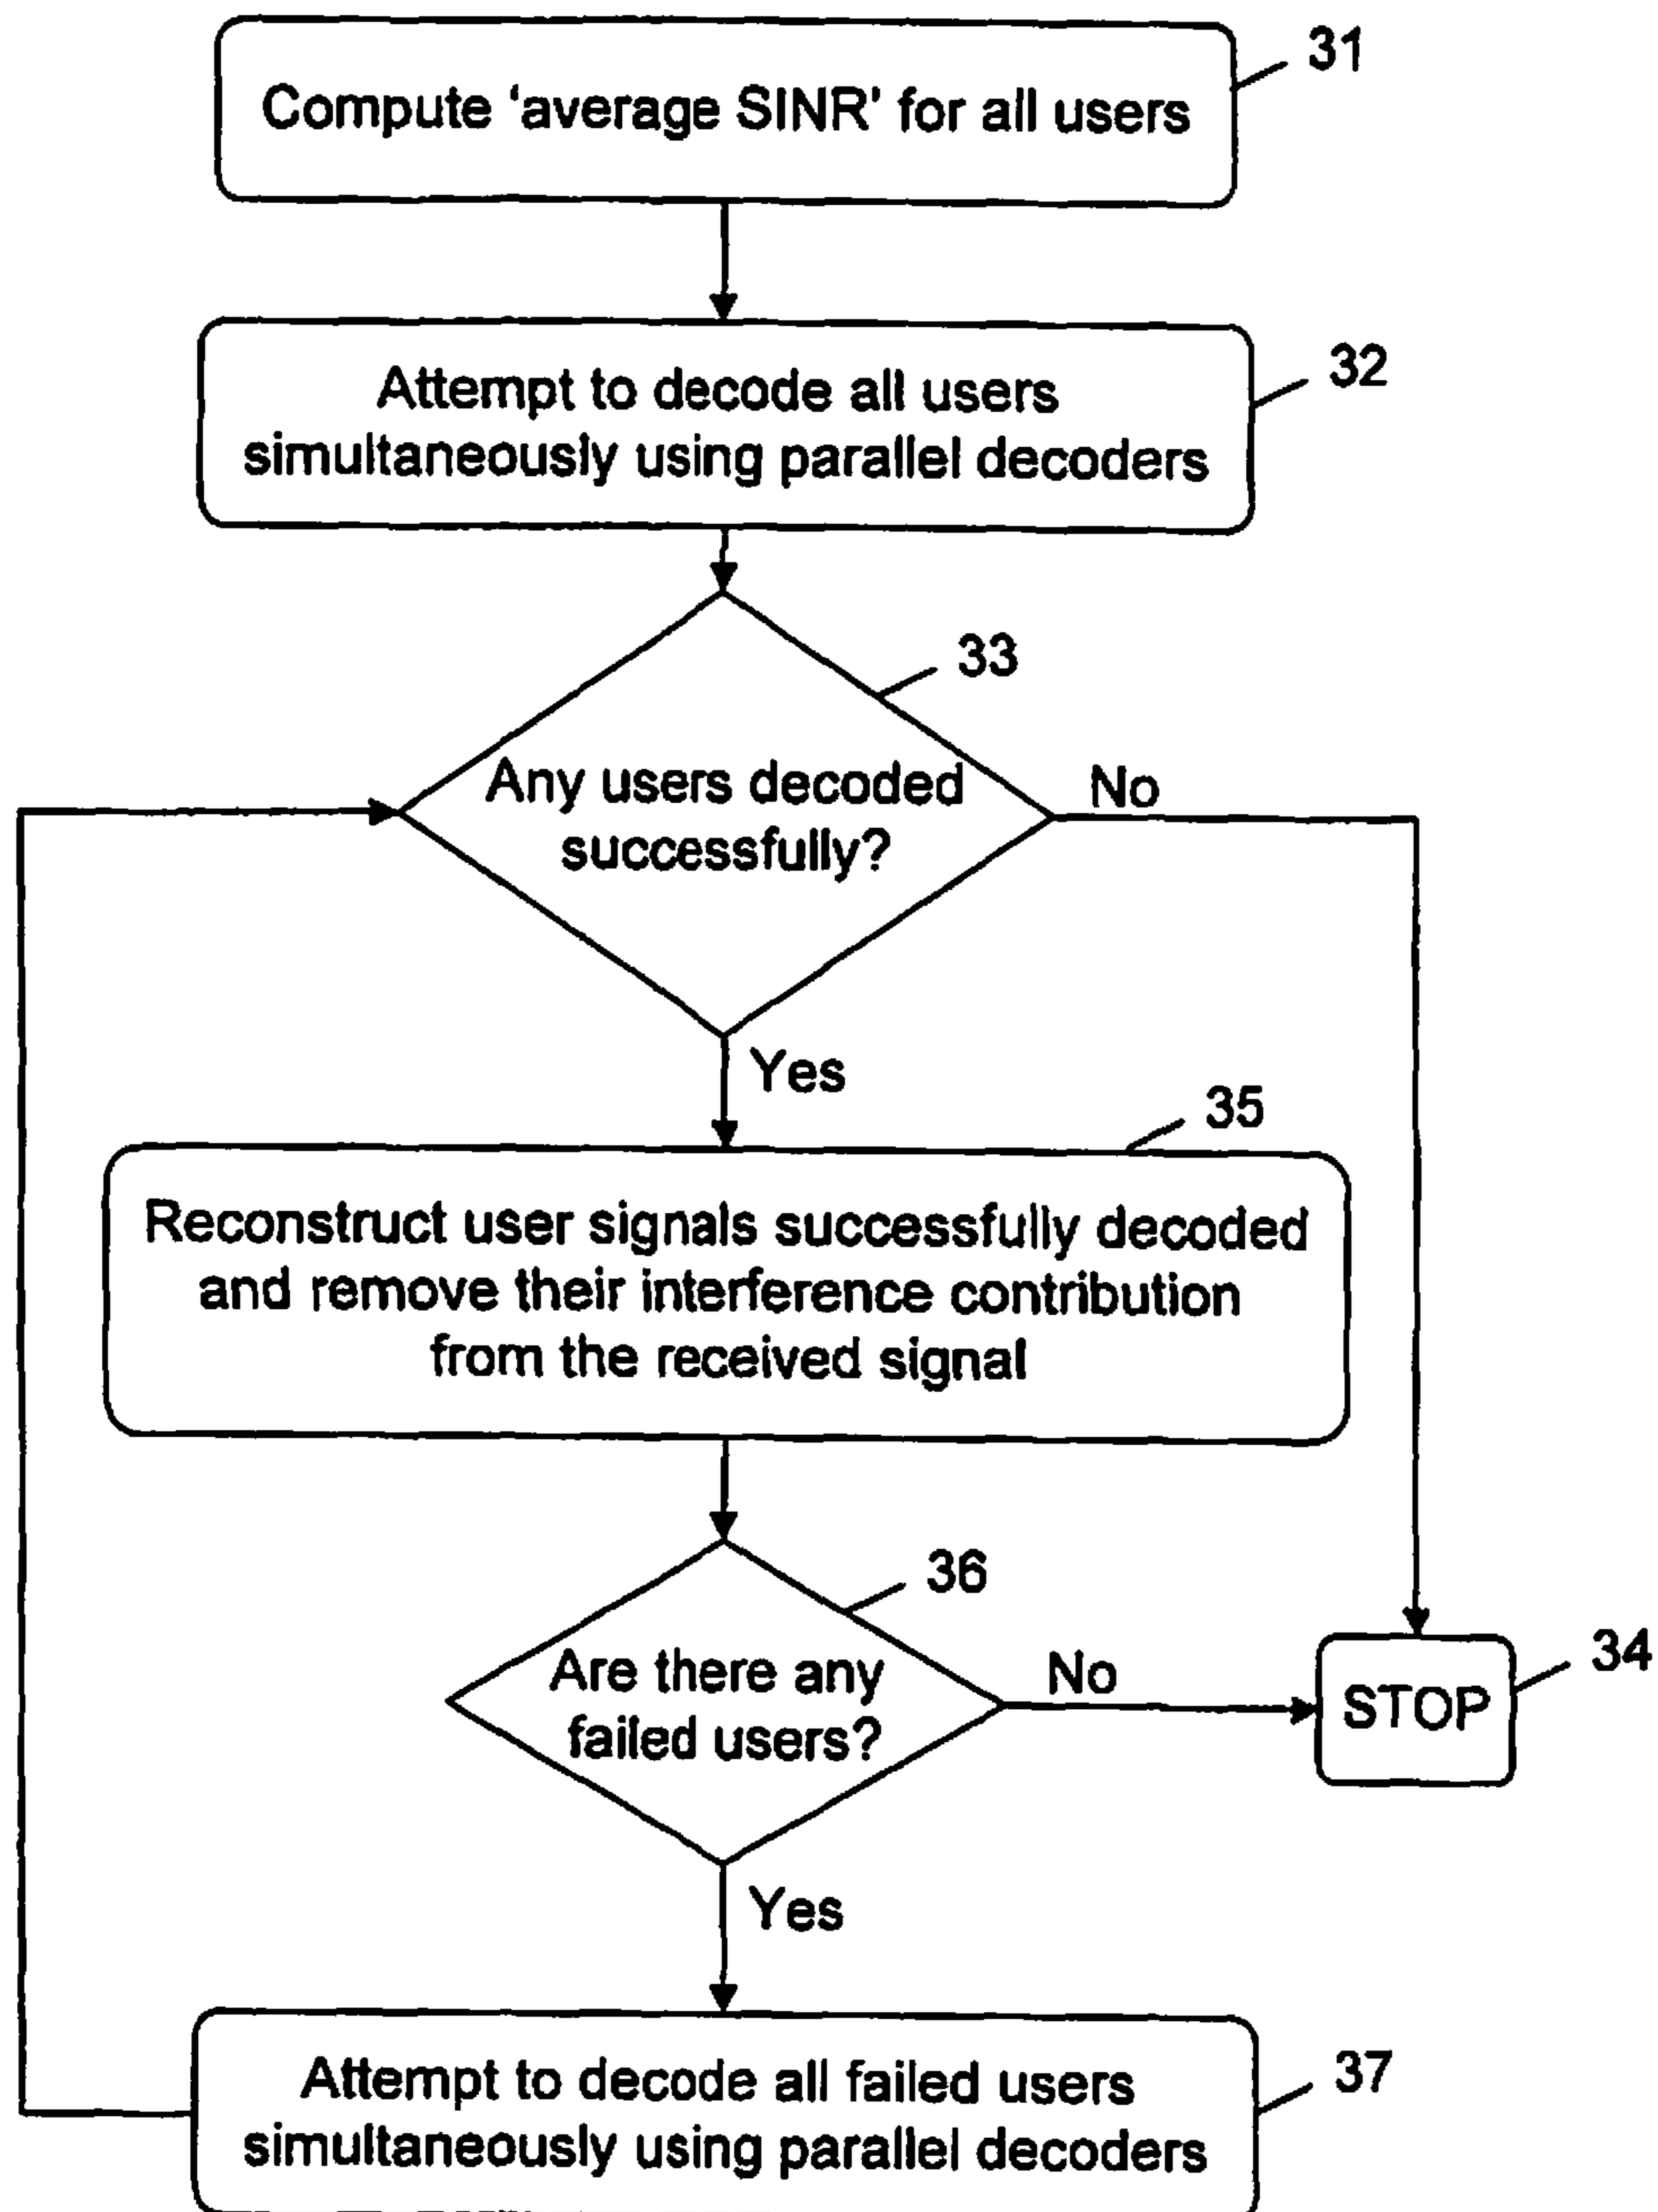 31
Compute ‘average SINR’ for all users
32
Attempt to decode all users
simultaneously using parallel decoders
33
Any users decoded
successfully?
No
Yes
35
Reconstruct user signals successfully decoded
and remove their interference contribution
from the received signal
36
Are there any
failed users?
No
34
STOP
Yes
37
Attempt to decode all failed users
simultaneously using parallel decoders